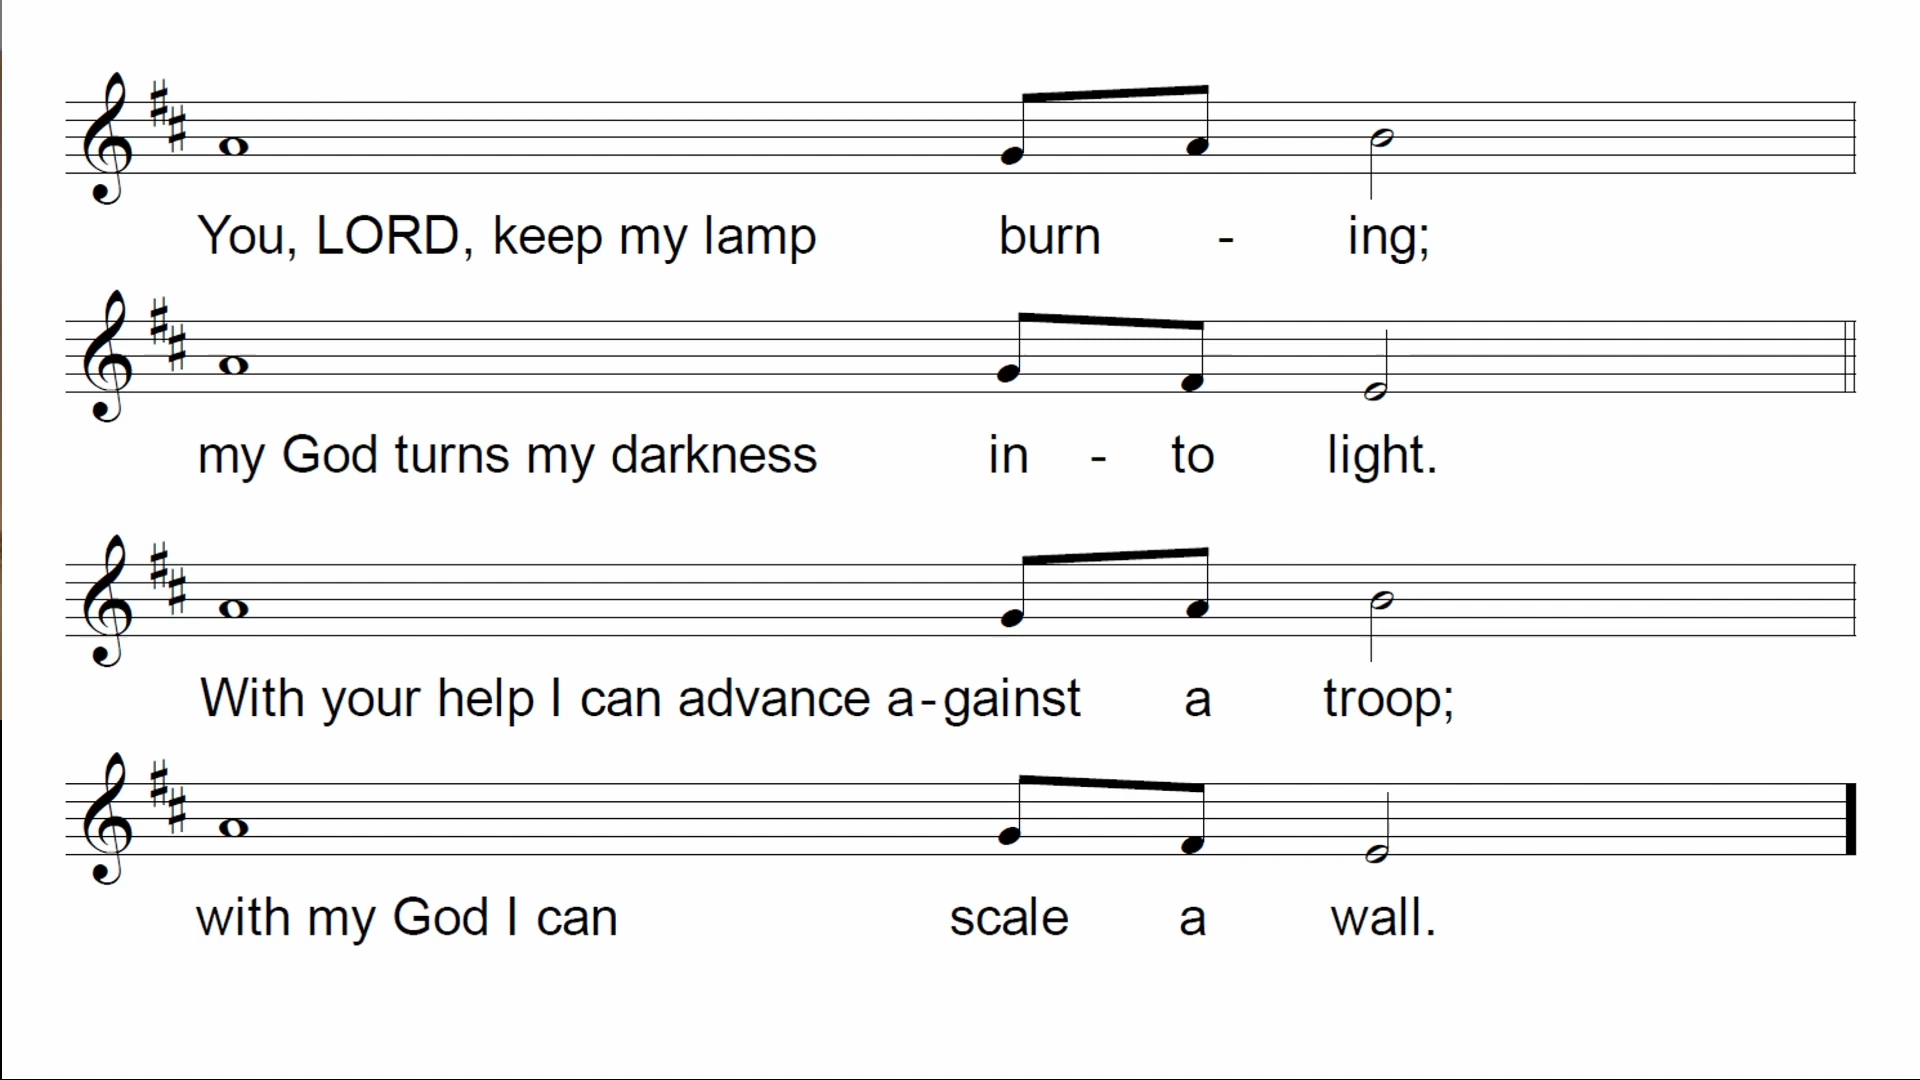 You, LORD, keep my lamp burn - ing;
my God turns my darkness in - to light.
With your help I can advance a-gainst a troop;
with my God I can scale a wall.